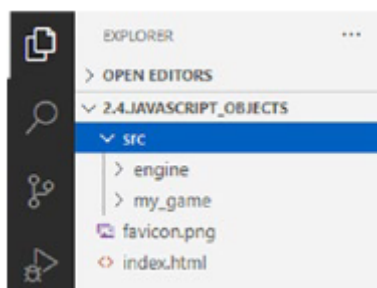 EXPLORER ...
OPEN EDITORS
2.4.JAVASCRIPT_OBJECTS
src
engine
my_game
favicon.png
index.html